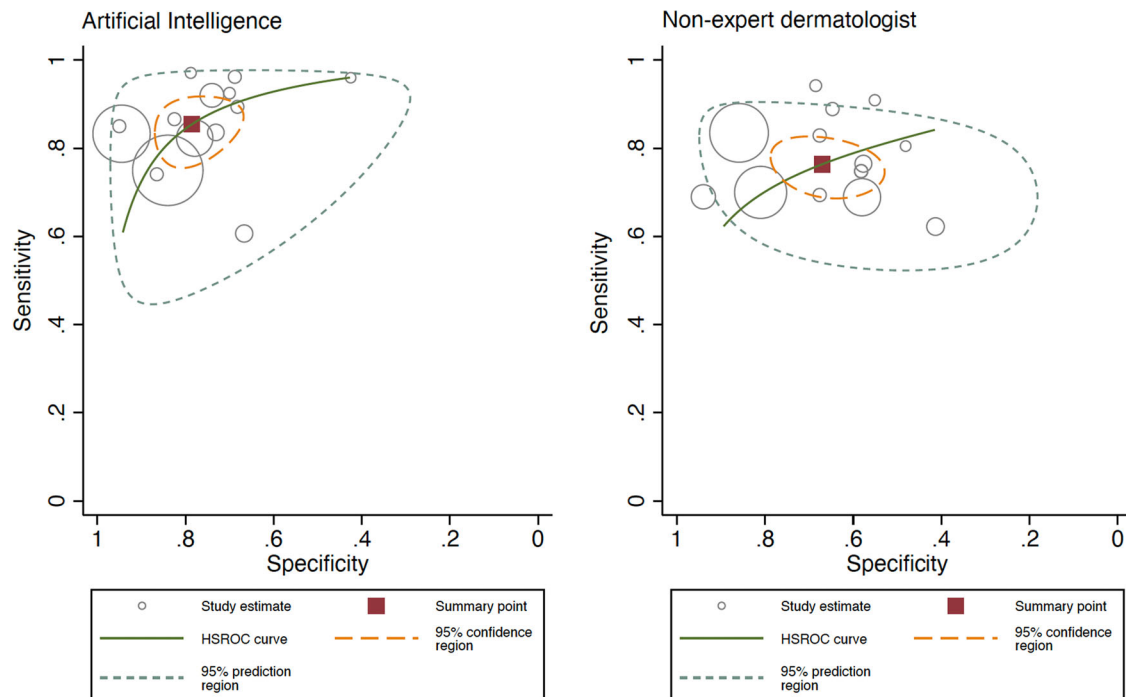 Artificial Intelligence
1
.8
.6
.4
.2
0
Sensitivity
1 .8 .6 .4 .2 0
Specificity
Study estimate
Summary point
HSROC curve
95% confidence
region
95% prediction
region
Non-expert dermatologist
1
.8
.6
.4
.2
0
Sensitivity
1 .8 .6 .4 .2 0
Specificity
Study estimate
Summary point
HSROC curve
95% confidence
region
95% prediction
region